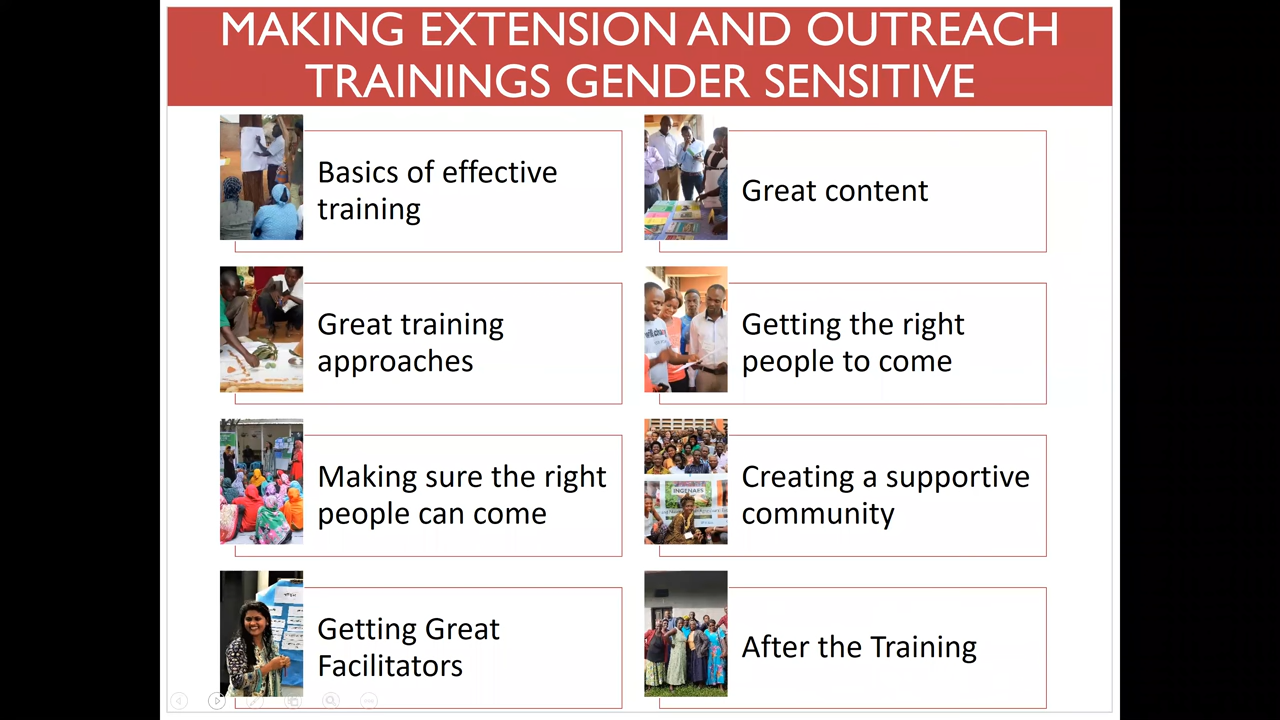 MAKING EXTENSION AND OUTREACH
TRAININGS GENDER SENSITIVE
Basics of effective
training
Great content
Great training
approaches
Getting the right
people to come
Making sure the right
people can come
Creating a supportive
community
INGENAES
Getting Great
Facilitators
After the Training